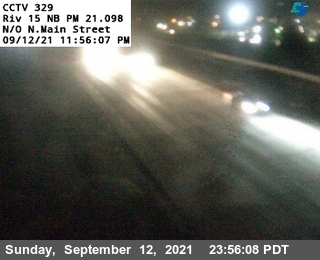 CCTV 329
Riv 15 NB PM 21.098
N/O N.Main Street
09/12/21 11:56:07 PM
Sunday, September 12, 2021 23:56:08 PDT